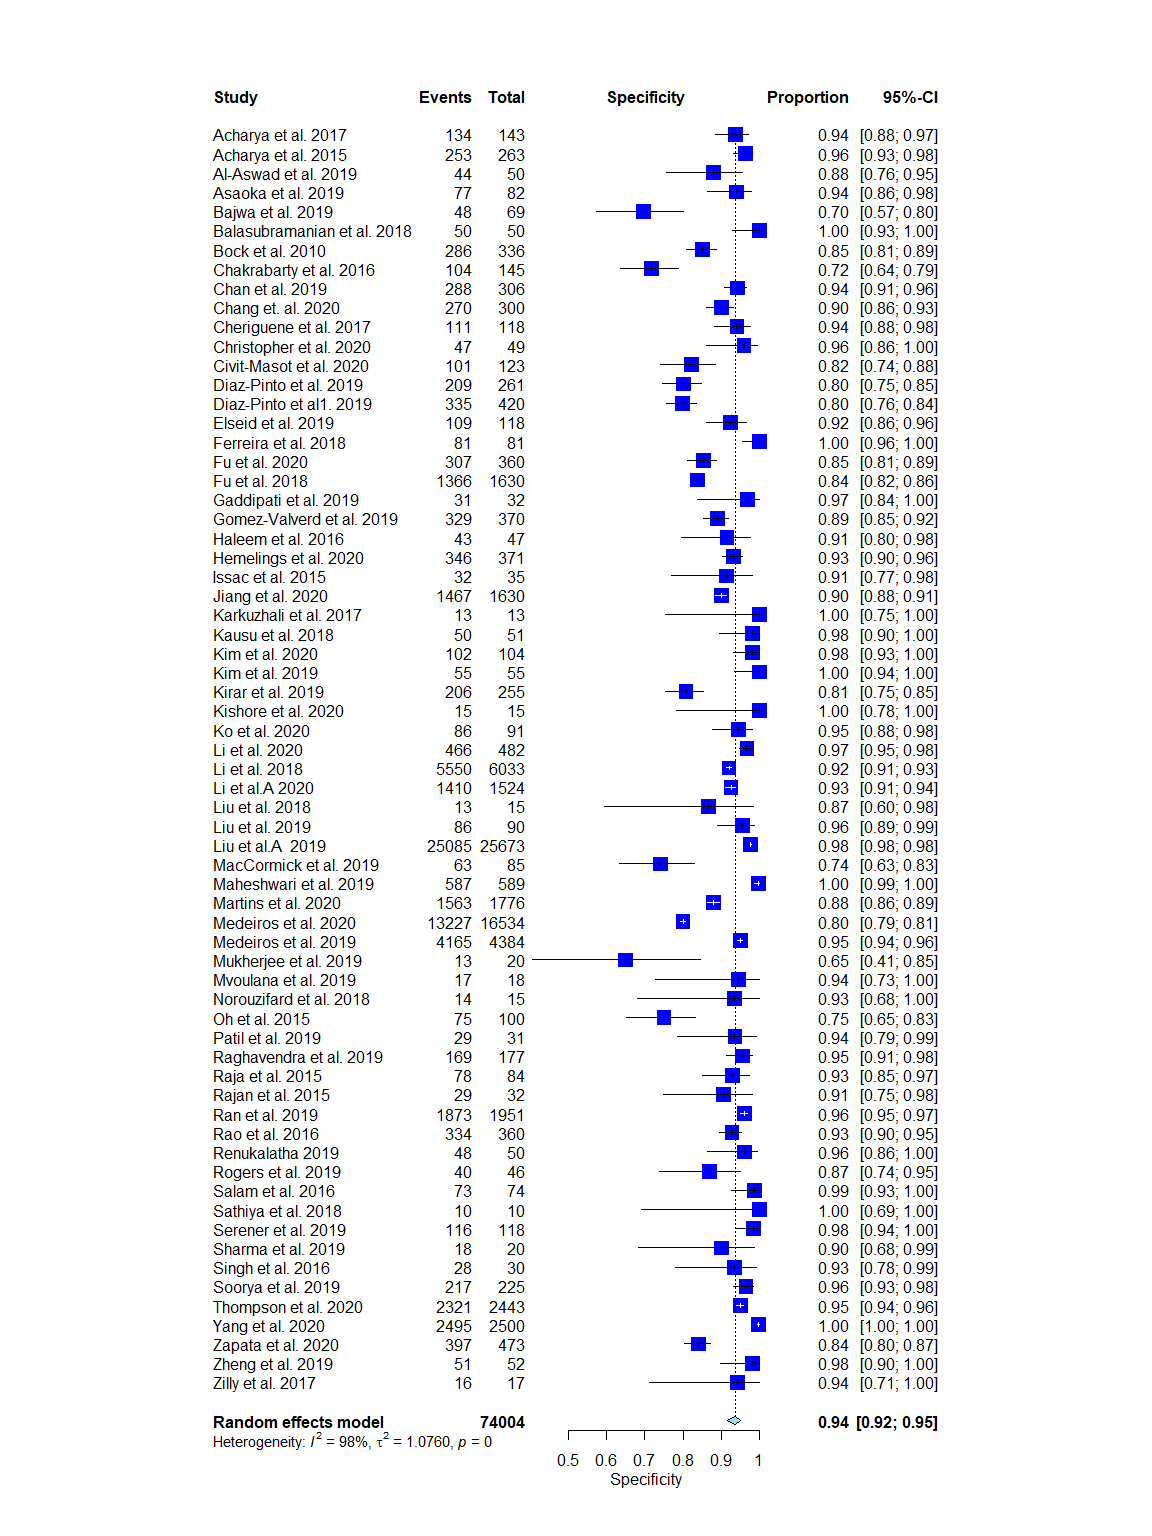 Study Events Total Specificity Proportion 95%-CI
Acharya et al. 2017 134 143 0.94 [0.88; 0.97]
Acharya et al. 2015 253 263 0.96 [0.93; 0.98]
Al-Aswad et al. 2019 44 50 0.88 [0.76; 0.95]
Asaoka et al. 2019 77 82 0.94 [0.86; 0.98]
Bajwa et al. 2019 48 69 0.70 [0.57; 0.80]
Balasubramanian et al. 2018 50 50 1.00 [0.93; 1.00]
Bock et al. 2010 286 336 0.85 [0.81; 0.89]
Chakrabarty et al. 2016 104 145 0.72 [0.64; 0.79]
Chan et al. 2019 288 306 0.94 [0.91; 0.96]
Chang et. al. 2020 270 300 0.90 [0.86; 0.93]
Cheriguene et al. 2017 111 118 0.94 [0.88; 0.98]
Christopher et al. 2020 47 49 0.96 [0.86; 1.00]
Civit-Masot et al. 2020 101 123 0.82 [0.74; 0.88]
Diaz-Pinto et al. 2019 209 261 0.80 [0.75; 0.85]
Diaz-Pinto et al1. 2019 335 420 0.80 [0.76; 0.84]
Elseid et al. 2019 109 118 0.92 [0.86; 0.96]
Ferreira et al. 2018 81 81 1.00 [0.96; 1.00]
Fu et al. 2020 307 360 0.85 [0.81; 0.89]
Fu et al. 2018 1366 1630 0.84 [0.82; 0.86]
Gaddipati et al. 2019 31 32 0.97 [0.84; 1.00]
Gomez-Valverd et al. 2019 329 370 0.89 [0.85; 0.92]
Haleem et al. 2016 43 47 0.91 [0.80; 0.98]
Hemelings et al. 2020 346 371 0.93 [0.90; 0.96]
Issac et al. 2015 32 35 0.91 [0.77; 0.98]
Jiang et al. 2020 1467 1630 0.90 [0.88; 0.91]
Karkuzhali et al. 2017 13 13 1.00 [0.75; 1.00]
Kausu et al. 2018 50 51 0.98 [0.90; 1.00]
Kim et al. 2020 102 104 0.98 [0.93; 1.00]
Kim et al. 2019 55 55 1.00 [0.94; 1.00]
Kirar et al. 2019 206 255 0.81 [0.75; 0.85]
Kishore et al. 2020 15 15 1.00 [0.78; 1.00]
Ko et al. 2020 86 91 0.95 [0.88; 0.98]
Li et al. 2020 466 482 0.97 [0.95; 0.98]
Li et al. 2018 5550 6033 0.92 [0.91; 0.93]
Li et al.A 2020 1410 1524 0.93 [0.91; 0.94]
Liu et al. 2018 13 15 0.87 [0.60; 0.98]
Liu et al. 2019 86 90 0.96 [0.89; 0.99]
Liu et al.A 2019 25085 25673 0.98 [0.98; 0.98]
MacCormick et al. 2019 63 85 0.74 [0.63; 0.83]
Maheshwari et al. 2019 587 589 1.00 [0.99; 1.00]
Martins et al. 2020 1563 1776 0.88 [0.86; 0.89]
Medeiros et al. 2020 13227 16534 0.80 [0.79; 0.81]
Medeiros et al. 2019 4165 4384 0.95 [0.94; 0.96]
Mukherjee et al. 2019 13 20 0.65 [0.41; 0.85]
Mvoulana et al. 2019 17 18 0.94 [0.73; 1.00]
Norouzifard et al. 2018 14 15 0.93 [0.68; 1.00]
Oh et al. 2015 75 100 0.75 [0.65; 0.83]
Patil et al. 2019 29 31 0.94 [0.79; 0.99]
Raghavendra et al. 2019 169 177 0.95 [0.91; 0.98]
Raja et al. 2015 78 84 0.93 [0.85; 0.97]
Rajan et al. 2015 29 32 0.91 [0.75; 0.98]
Ran et al. 2019 1873 1951 0.96 [0.95; 0.97]
Rao et al. 2016 334 360 0.93 [0.90; 0.95]
Renukalatha 2019 48 50 0.96 [0.86; 1.00]
Rogers et al. 2019 40 46 0.87 [0.74; 0.95]
Salam et al. 2016 73 74 0.99 [0.93; 1.00]
Sathiya et al. 2018 10 10 1.00 [0.69; 1.00]
Serener et al. 2019 116 118 0.98 [0.94; 1.00]
Sharma et al. 2019 18 20 0.90 [0.68; 0.99]
Singh et al. 2016 28 30 0.93 [0.78; 0.99]
Soorya et al. 2019 217 225 0.96 [0.93; 0.98]
Thompson et al. 2020 2321 2443 0.95 [0.94; 0.96]
Yang et al. 2020 2495 2500 1.00 [1.00; 1.00]
Zapata et al. 2020 397 473 0.84 [0.80; 0.87]
Zheng et al. 2019 51 52 0.98 [0.90; 1.00]
Zilly et al. 2017 16 17 0.94 [0.71; 1.00]
Random effects model 74004 0.94 [0.92; 0.95]
Heterogeneity: I² = 98%, τ² = 1.0760, p = 0
0.5 0.6 0.7 0.8 0.9 1
Specificity